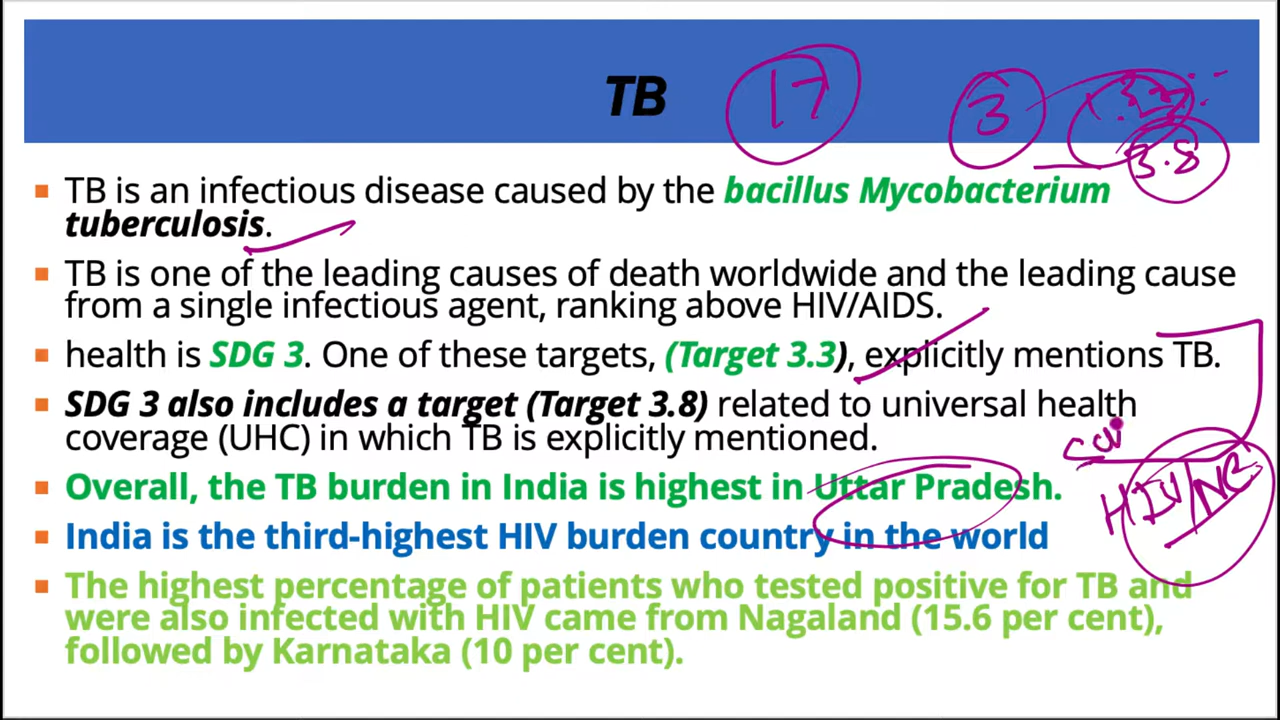 TB
17
3
3.8
TB is an infectious disease caused by the bacillus Mycobacterium
tuberculosis.
TB is one of the leading causes of death worldwide and the leading cause
from a single infectious agent, ranking above HIV/AIDS.
health is SDG 3. One of these targets, (Target 3.3), explicitly mentions TB.
SDG 3 also includes a target (Target 3.8) related to universal health
coverage (UHC) in which TB is explicitly mentioned.
Overall, the TB burden in India is highest in Uttar Pradesh.
HIV
India is the third-highest HIV burden country in the world
The highest percentage of patients who tested positive for TB and
were also infected with HIV came from Nagaland (15.6 per cent),
followed by Karnataka (10 per cent).